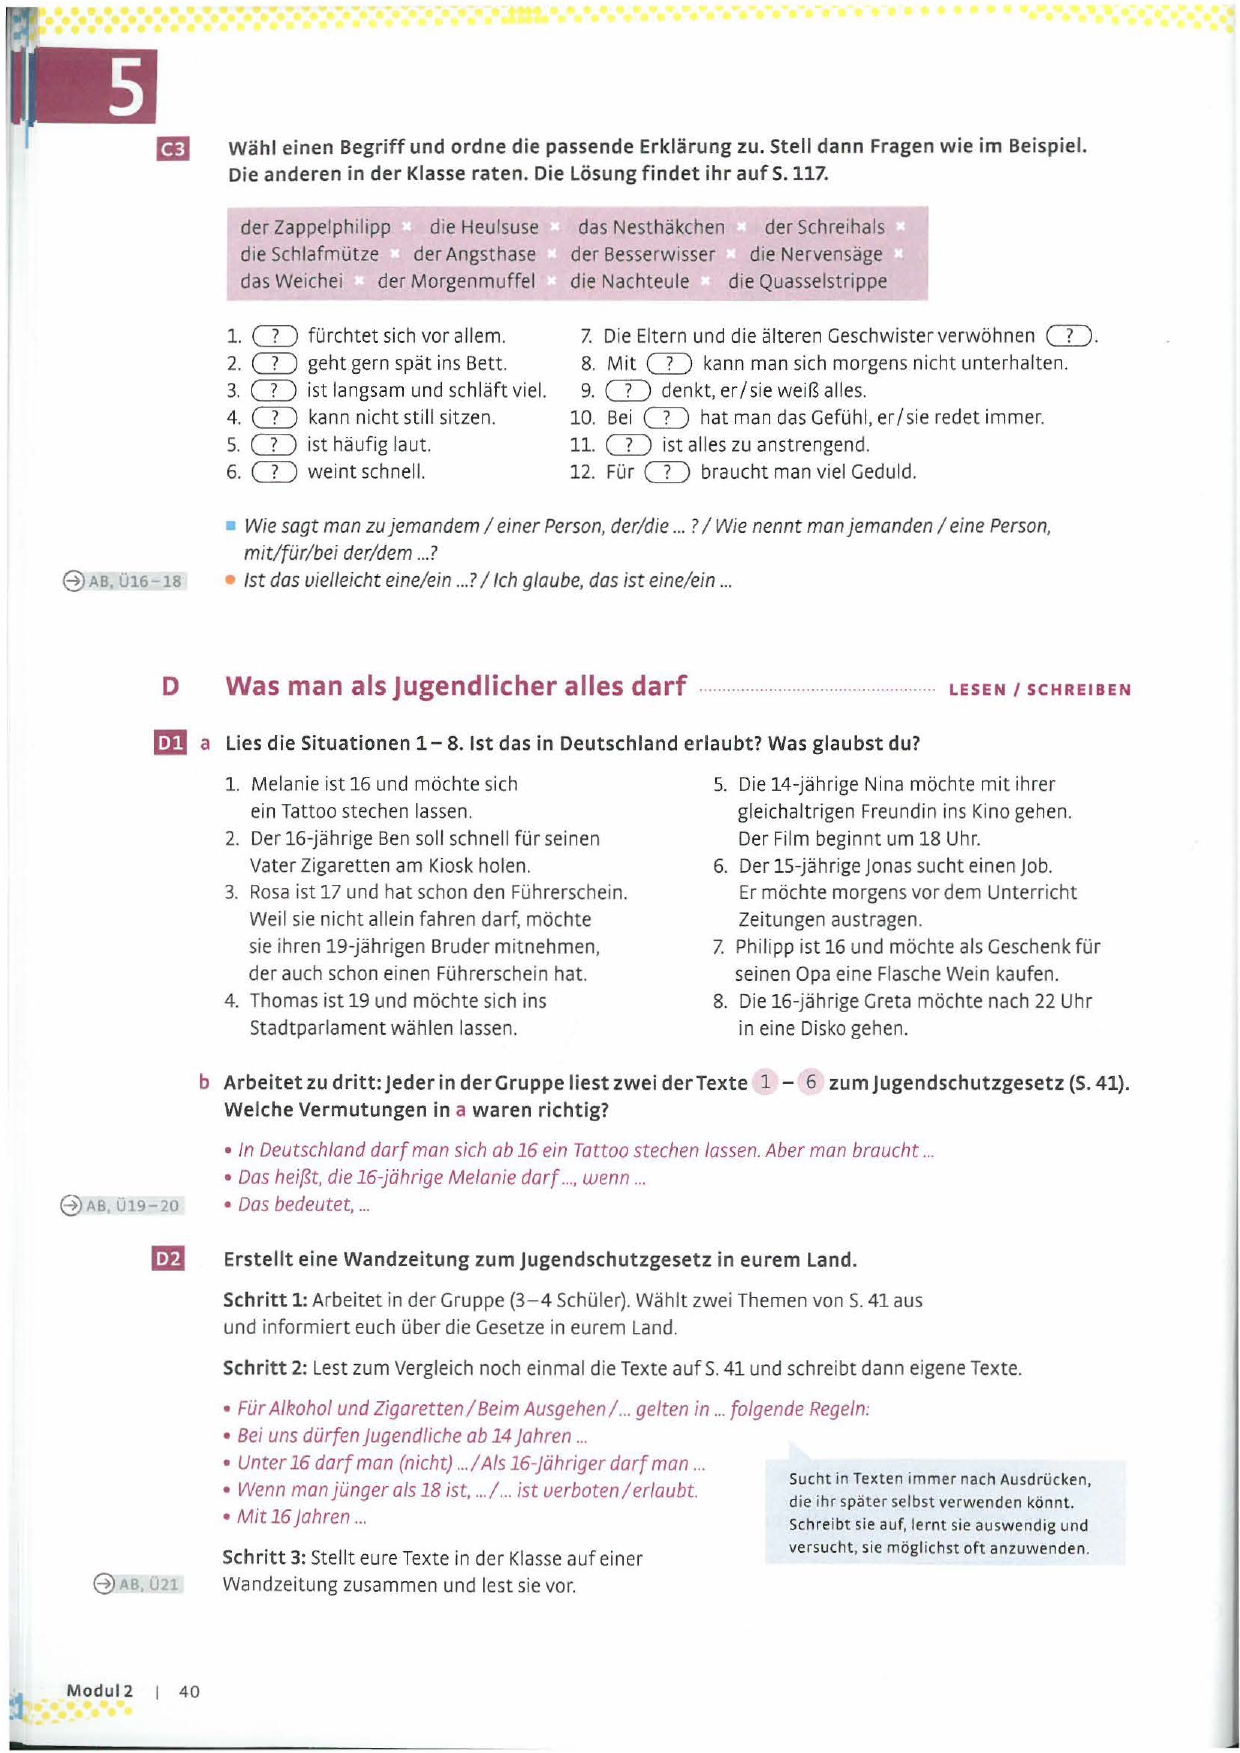 5
C3 Wähl einen Begriff und ordne die passende Erklärung zu. Stell dann Fragen wie im Beispiel.
Die anderen in der Klasse raten. Die Lösung findet ihr auf S. 117.
der Zappelphilipp × die Heulsuse × das Nesthäkchen × der Schreihals ×
die Schlafmütze × der Angsthase × der Besserwisser × die Nervensäge ×
das Weichei × der Morgenmuffel × die Nachteule × die Quasselstrippe
1. ( ? ) fürchtet sich vor allem.
2. ( ? ) geht gern spät ins Bett.
3. ( ? ) ist langsam und schläft viel.
4. ( ? ) kann nicht still sitzen.
5. ( ? ) ist häufig laut.
6. ( ? ) weint schnell.
7. Die Eltern und die älteren Geschwister verwöhnen ( ? ).
8. Mit ( ? ) kann man sich morgens nicht unterhalten.
9. ( ? ) denkt, er/sie weiß alles.
10. Bei ( ? ) hat man das Gefühl, er/sie redet immer.
11. ( ? ) ist alles zu anstrengend.
12. Für ( ? ) braucht man viel Geduld.
▪ Wie sagt man zu jemandem / einer Person, der/die ... ? / Wie nennt man jemanden / eine Person,
mit/für/bei der/dem ...?
→ AB, Ü16–18
• Ist das vielleicht eine/ein ...? / Ich glaube, das ist eine/ein ...
D Was man als Jugendlicher alles darf LESEN / SCHREIBEN
D1 a Lies die Situationen 1 – 8. Ist das in Deutschland erlaubt? Was glaubst du?
1. Melanie ist 16 und möchte sich
ein Tattoo stechen lassen.
2. Der 16-jährige Ben soll schnell für seinen
Vater Zigaretten am Kiosk holen.
3. Rosa ist 17 und hat schon den Führerschein.
Weil sie nicht allein fahren darf, möchte
sie ihren 19-jährigen Bruder mitnehmen,
der auch schon einen Führerschein hat.
4. Thomas ist 19 und möchte sich ins
Stadtparlament wählen lassen.
5. Die 14-jährige Nina möchte mit ihrer
gleichaltrigen Freundin ins Kino gehen.
Der Film beginnt um 18 Uhr.
6. Der 15-jährige Jonas sucht einen Job.
Er möchte morgens vor dem Unterricht
Zeitungen austragen.
7. Philipp ist 16 und möchte als Geschenk für
seinen Opa eine Flasche Wein kaufen.
8. Die 16-jährige Greta möchte nach 22 Uhr
in eine Disko gehen.
b Arbeitet zu dritt: Jeder in der Gruppe liest zwei der Texte 1 – 6 zum Jugendschutzgesetz (S. 41).
Welche Vermutungen in a waren richtig?
• In Deutschland darf man sich ab 16 ein Tattoo stechen lassen. Aber man braucht ...
• Das heißt, die 16-jährige Melanie darf ..., wenn ...
→ AB, Ü19–20
• Das bedeutet, ...
D2 Erstellt eine Wandzeitung zum Jugendschutzgesetz in eurem Land.
Schritt 1: Arbeitet in der Gruppe (3–4 Schüler). Wählt zwei Themen von S. 41 aus
und informiert euch über die Gesetze in eurem Land.
Schritt 2: Lest zum Vergleich noch einmal die Texte auf S. 41 und schreibt dann eigene Texte.
• Für Alkohol und Zigaretten / Beim Ausgehen / ... gelten in ... folgende Regeln:
• Bei uns dürfen Jugendliche ab 14 Jahren ...
• Unter 16 darf man (nicht) ... / Als 16-Jähriger darf man ...
• Wenn man jünger als 18 ist, ... / ... ist verboten / erlaubt.
• Mit 16 Jahren ...
Sucht in Texten immer nach Ausdrücken,
die ihr später selbst verwenden könnt.
Schreibt sie auf, lernt sie auswendig und
versucht, sie möglichst oft anzuwenden.
Schritt 3: Stellt eure Texte in der Klasse auf einer
Wandzeitung zusammen und lest sie vor.
→ AB, Ü21
Modul 2 | 40